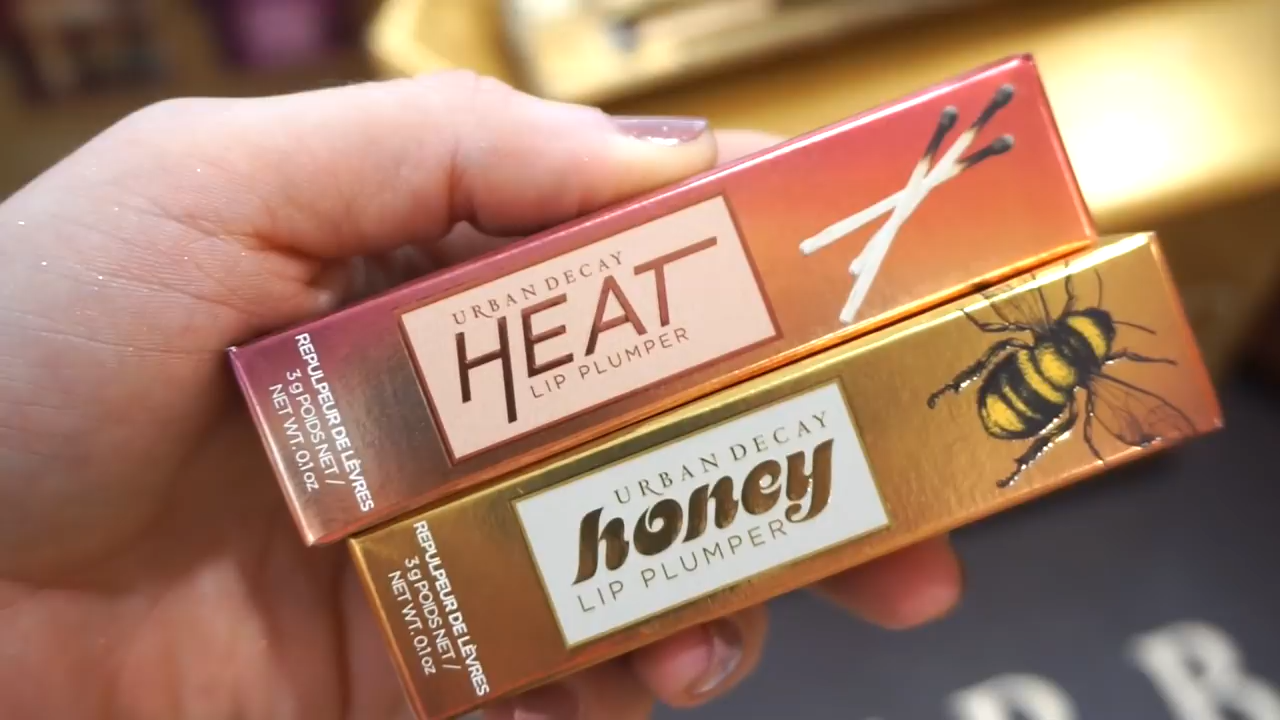 URBAN DECAY
HEAT
LIP PLUMPER
REPULPEUR DE LÈVRES
3 g POIDS NET /
NET WT. 0.1 oz
URBAN DECAY
honey
LIP PLUMPER
REPULPEUR DE LÈVRES
3 g POIDS NET /
NET WT. 0.1 oz